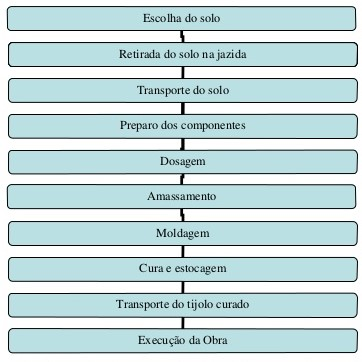 Escolha do solo
Retirada do solo na jazida
Transporte do solo
Preparo dos componentes
Dosagem
Amassamento
Moldagem
Cura e estocagem
Transporte do tijolo curado
Execução da Obra